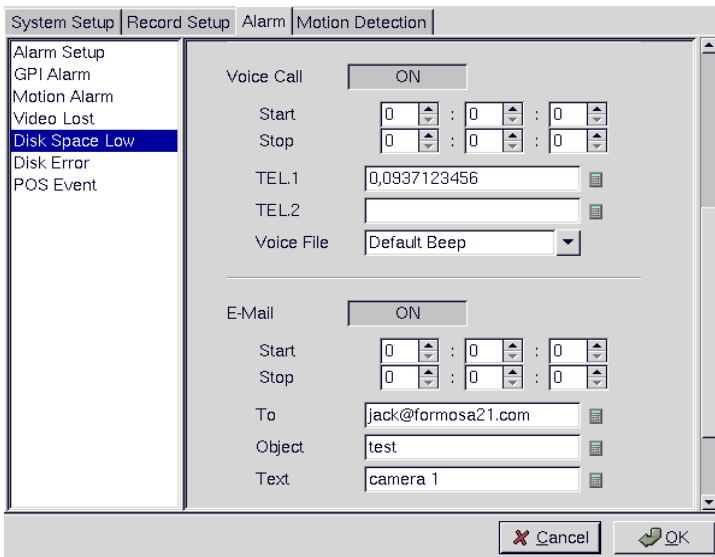 System Setup Record Setup Alarm Motion Detection
Alarm Setup
GPI Alarm
Motion Alarm
Video Lost
Disk Space Low
Disk Error
POS Event
Voice Call ON
Start 0 : 0 : 0
Stop 0 : 0 : 0
TEL.1 0,0937123456
TEL.2
Voice File Default Beep
E-Mail ON
Start 0 : 0 : 0
Stop 0 : 0 : 0
To jack@formosa21.com
Object test
Text camera 1
Cancel OK